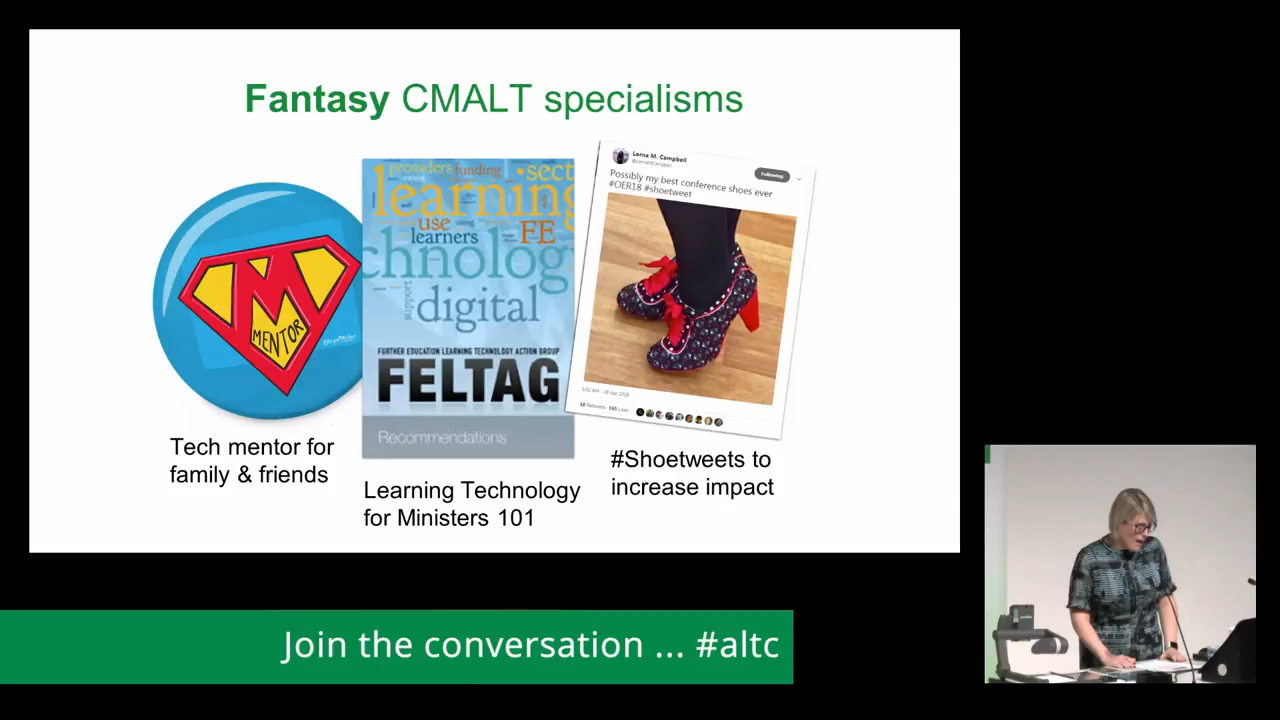 Fantasy CMALT specialisms
MENTOR
Tech mentor for
family & friends
providers funding sect
learning
use
learners FE
chnolog
support
digital
FURTHER EDUCATION LEARNING TECHNOLOGY ACTION GROUP
FELTAG
Recommendations
Learning Technology
for Ministers 101
Lorna M. Campbell
Following
Possibly my best conference shoes ever
#OER18 #shoetweet
#Shoetweets to
increase impact
Join the conversation ... #altc